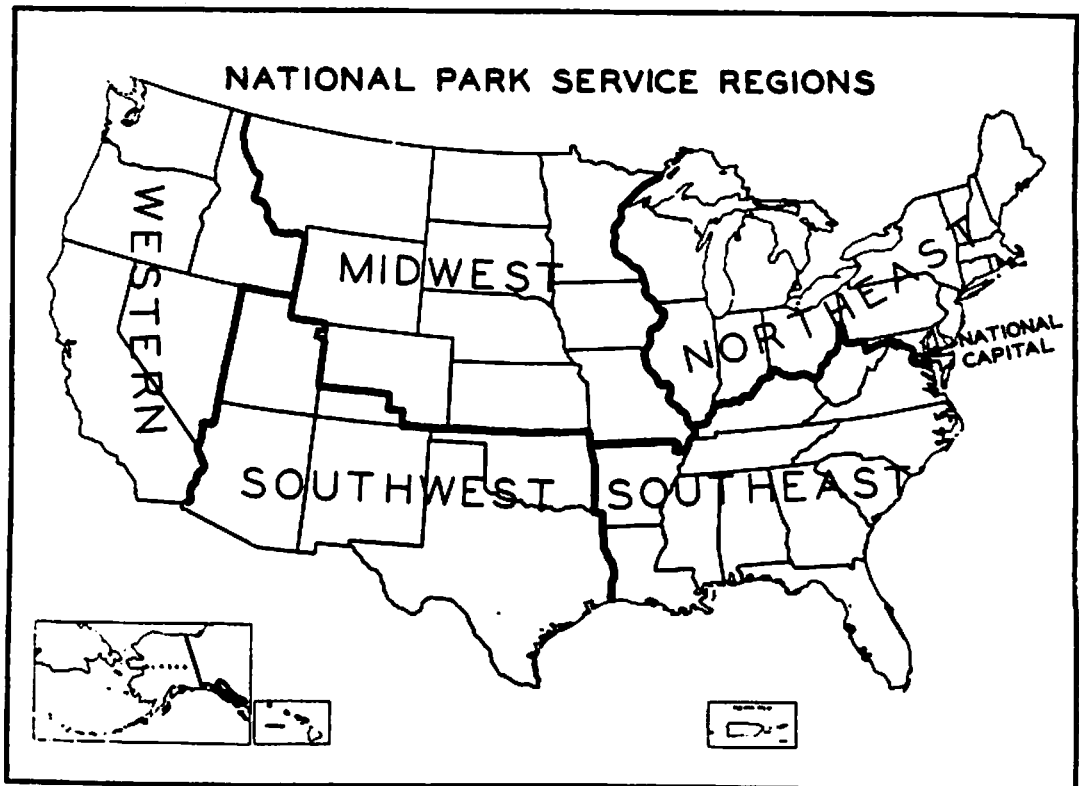 NATIONAL PARK SERVICE REGIONS
WESTERN
MIDWEST
NORTHEAST
NATIONAL
CAPITAL
SOUTHWEST
SOUTHEAST